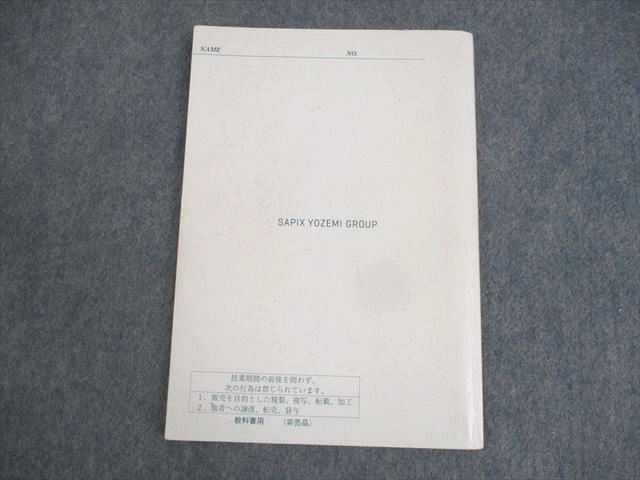 NAME NO.
SAPIX YOZEMI GROUP
授業期間の前後を問わず、
次の行為は禁じられています。
1. 販売を目的とした複製、複写、転載、加工
2. 他者への譲渡、転売、貸与
教科書用 (非売品)